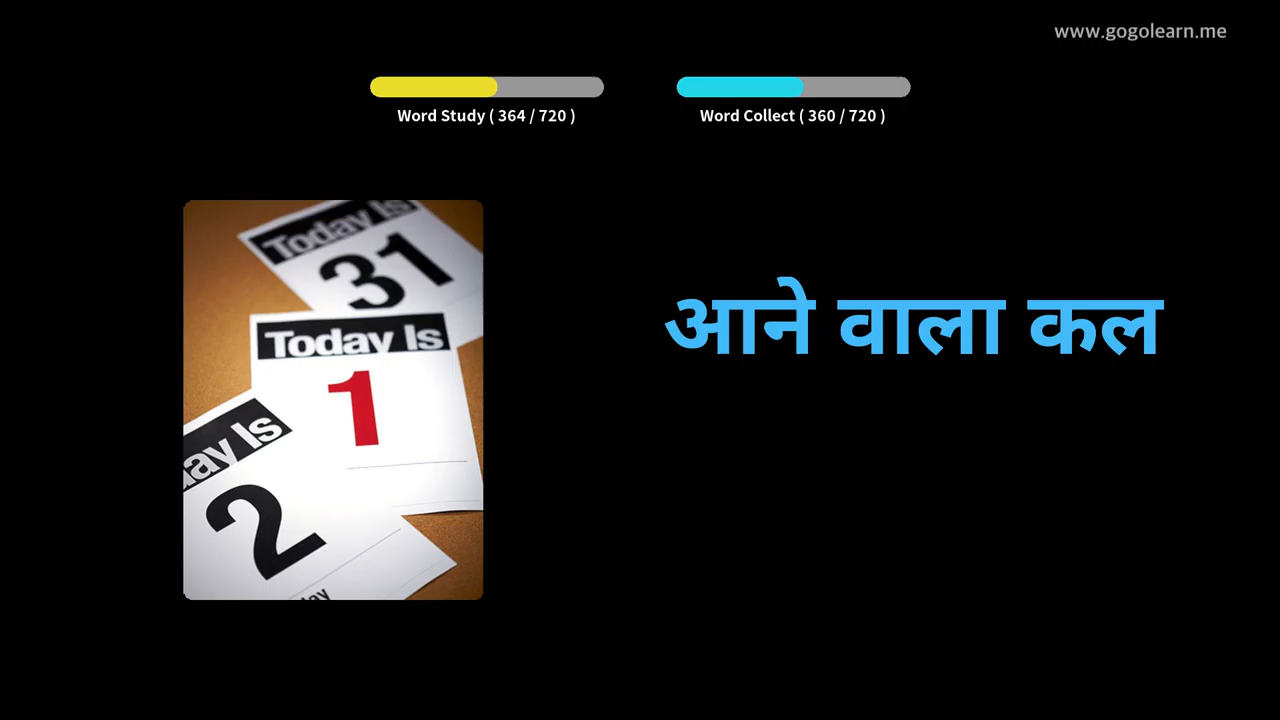 www.gogolearn.me
Word Study ( 364 / 720 )
Word Collect ( 360 / 720 )
Today Is
31
Today Is
1
ay Is
2
आने वाला कल